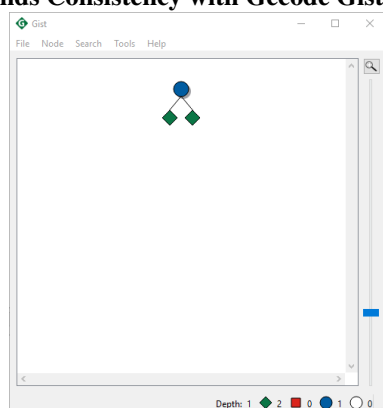 nds Consistency with Gecode Gist
Gist
File Node Search Tools Help
Depth: 1 2 0 1 0